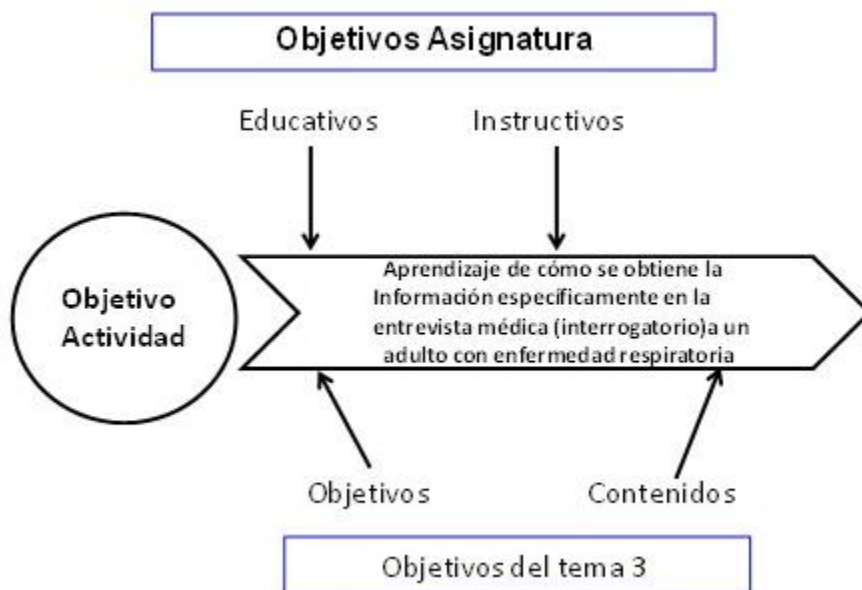 Objetivos Asignatura
Educativos
Instructivos
Objetivo
Actividad
Aprendizaje de cómo se obtiene la
Información específicamente en la
entrevista médica (interrogatorio)a un
adulto con enfermedad respiratoria
Objetivos
Contenidos
Objetivos del tema 3